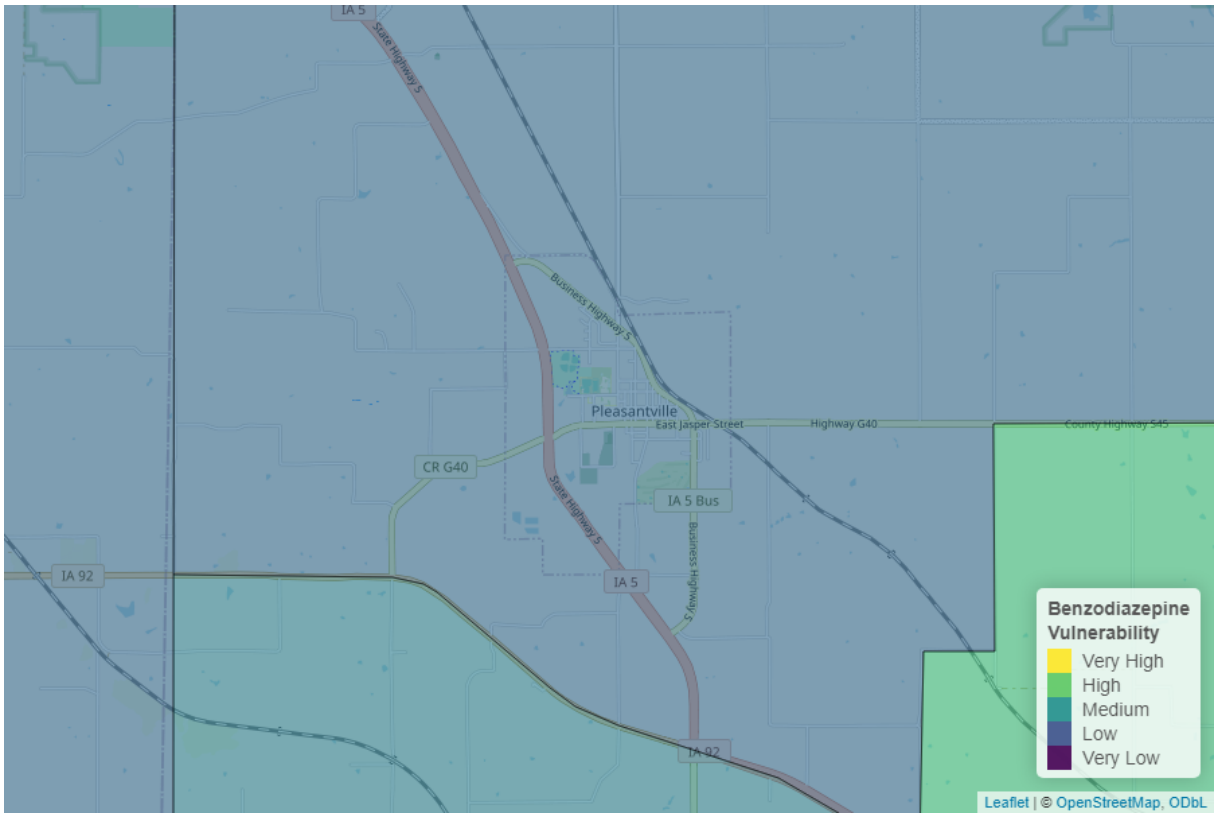 IA 5
State Highway 5
Business Highway 5
Pleasantville
East Jasper Street
Highway G40
County Highway S45
CR G40
IA 5 Bus
State Highway 5
Business Highway 5
IA 92
IA 5
IA 92
Benzodiazepine
Vulnerability
Very High
High
Medium
Low
Very Low
Leaflet | © OpenStreetMap, ODbL